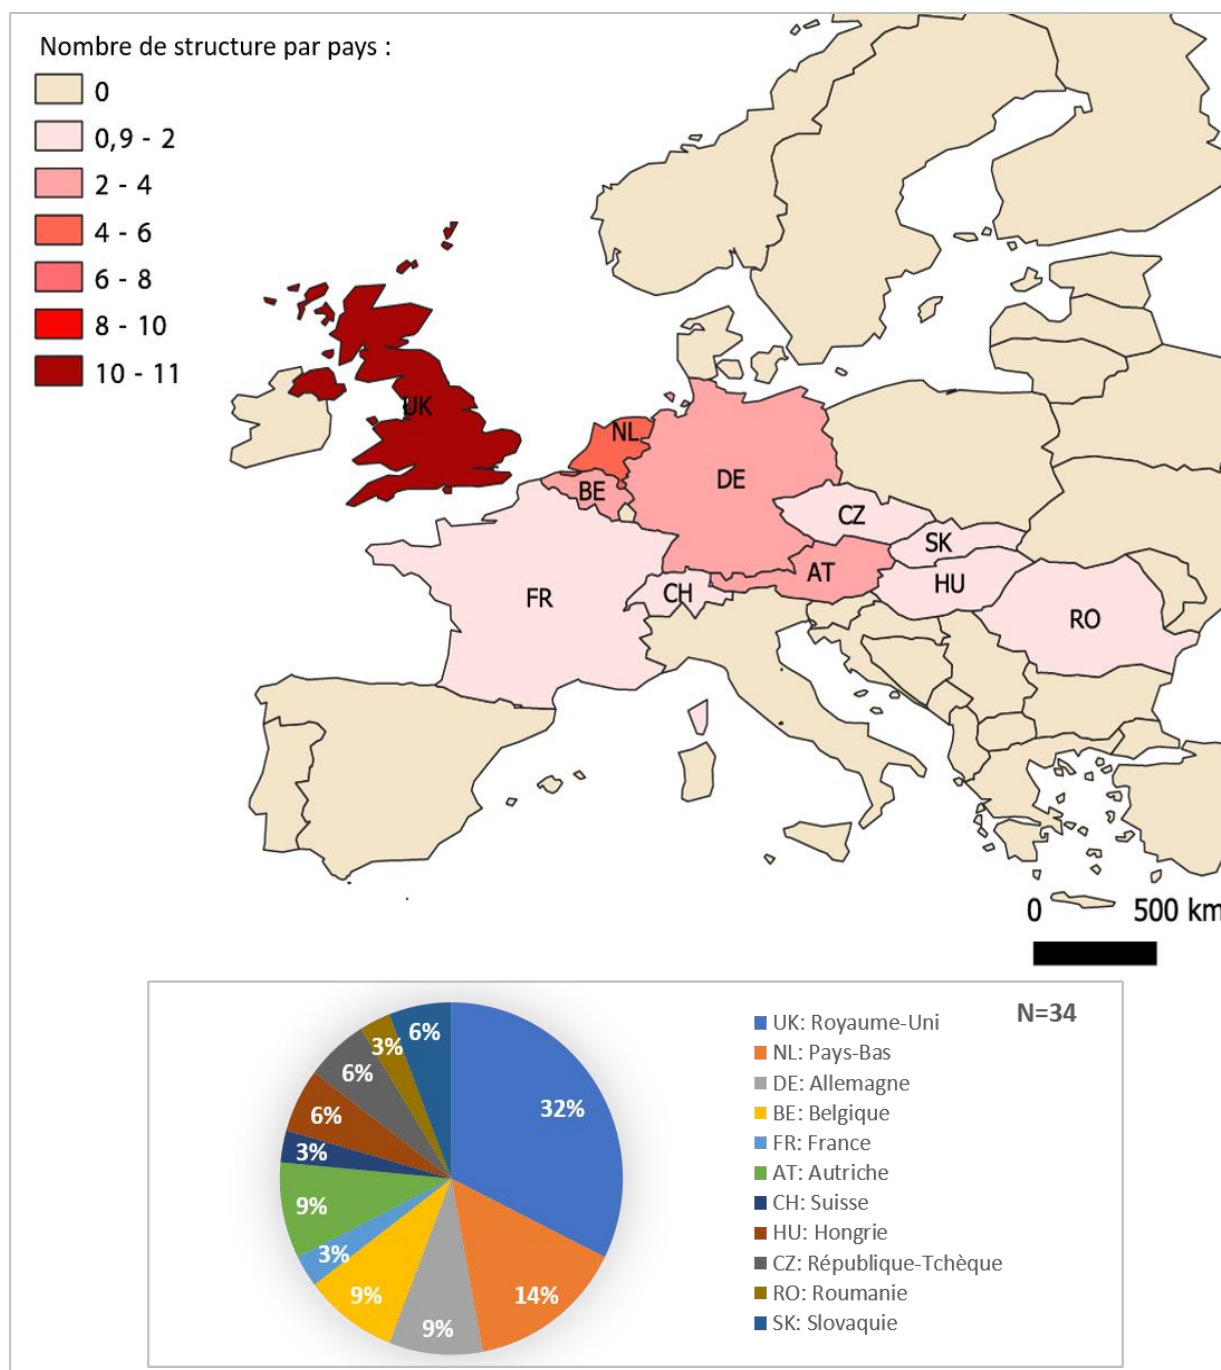 Nombre de structure par pays :
0
0,9 - 2
2 - 4
4 - 6
6 - 8
8 - 10
10 - 11
UK
NL
BE
DE
CZ
SK
AT
HU
CH
FR
RO
0 500 km
N=34
UK: Royaume-Uni
NL: Pays-Bas
DE: Allemagne
BE: Belgique
FR: France
AT: Autriche
CH: Suisse
HU: Hongrie
CZ: République-Tchèque
RO: Roumanie
SK: Slovaquie
32%
14%
9%
9%
3%
9%
3%
6%
6%
3%
6%